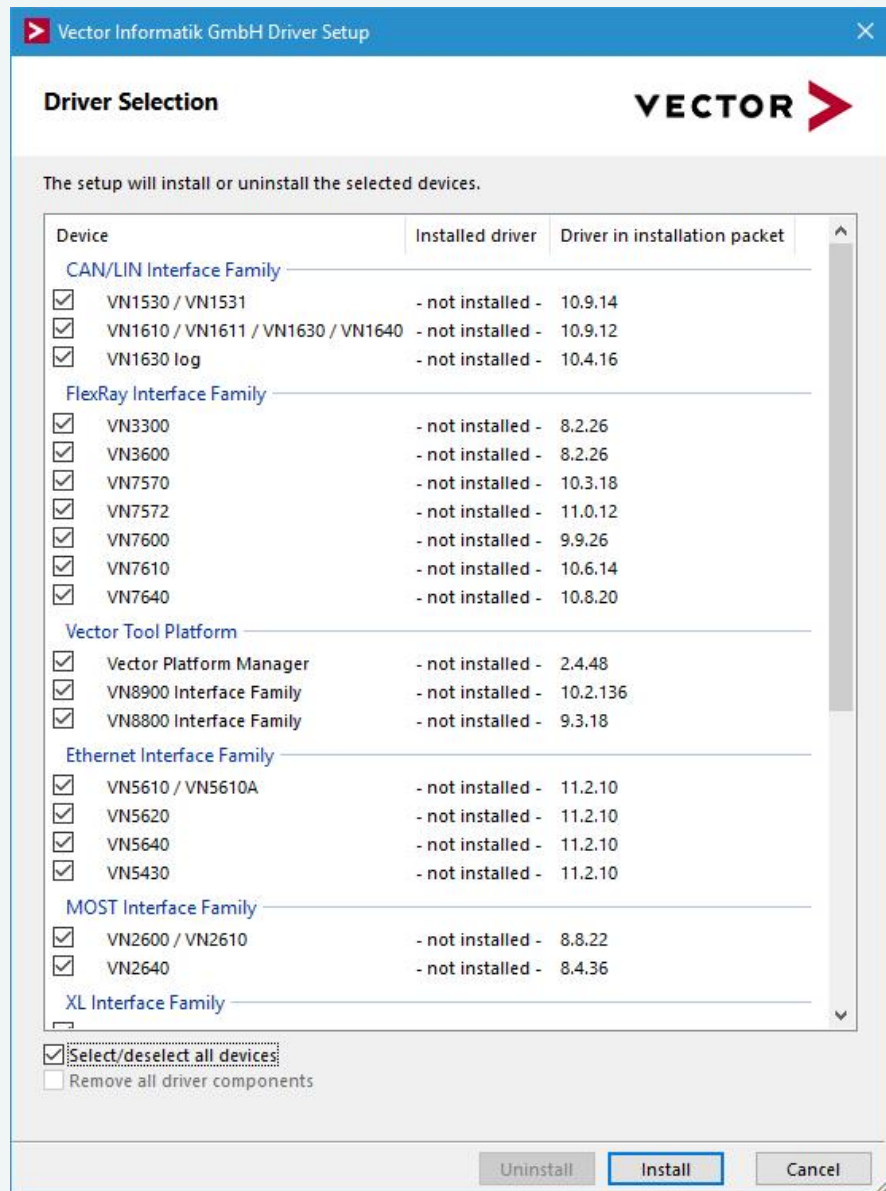 Vector Informatik GmbH Driver Setup
Driver Selection
VECTOR
The setup will install or uninstall the selected devices.
Device Installed driver Driver in installation packet
CAN/LIN Interface Family
VN1530 / VN1531 - not installed - 10.9.14
VN1610 / VN1611 / VN1630 / VN1640 - not installed - 10.9.12
VN1630 log - not installed - 10.4.16
FlexRay Interface Family
VN3300 - not installed - 8.2.26
VN3600 - not installed - 8.2.26
VN7570 - not installed - 10.3.18
VN7572 - not installed - 11.0.12
VN7600 - not installed - 9.9.26
VN7610 - not installed - 10.6.14
VN7640 - not installed - 10.8.20
Vector Tool Platform
Vector Platform Manager - not installed - 2.4.48
VN8900 Interface Family - not installed - 10.2.136
VN8800 Interface Family - not installed - 9.3.18
Ethernet Interface Family
VN5610 / VN5610A - not installed - 11.2.10
VN5620 - not installed - 11.2.10
VN5640 - not installed - 11.2.10
VN5430 - not installed - 11.2.10
MOST Interface Family
VN2600 / VN2610 - not installed - 8.8.22
VN2640 - not installed - 8.4.36
XL Interface Family
Select/deselect all devices
Remove all driver components
Uninstall Install Cancel